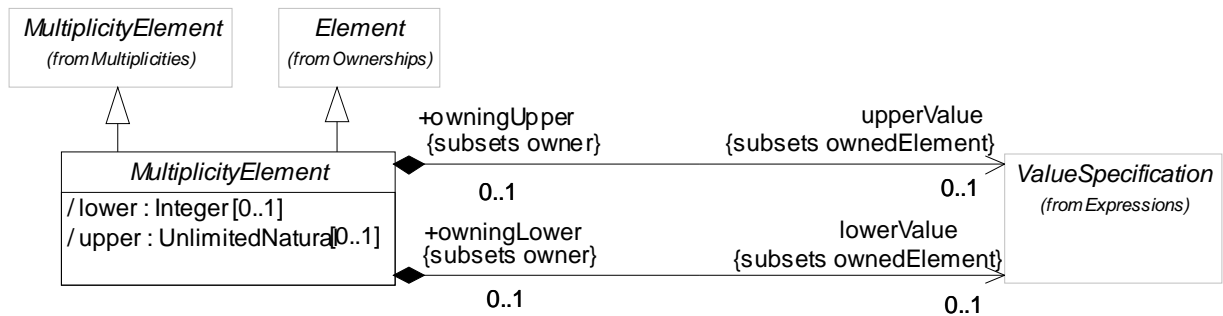 MultiplicityElement
(from Multiplicities)
Element
(from Ownerships)
MultiplicityElement
/ lower : Integer [0..1]
/ upper : UnlimitedNatural [0..1]
+owningUpper
{subsets owner}
0..1
upperValue
{subsets ownedElement}
0..1
+owningLower
{subsets owner}
0..1
lowerValue
{subsets ownedElement}
0..1
ValueSpecification
(from Expressions)